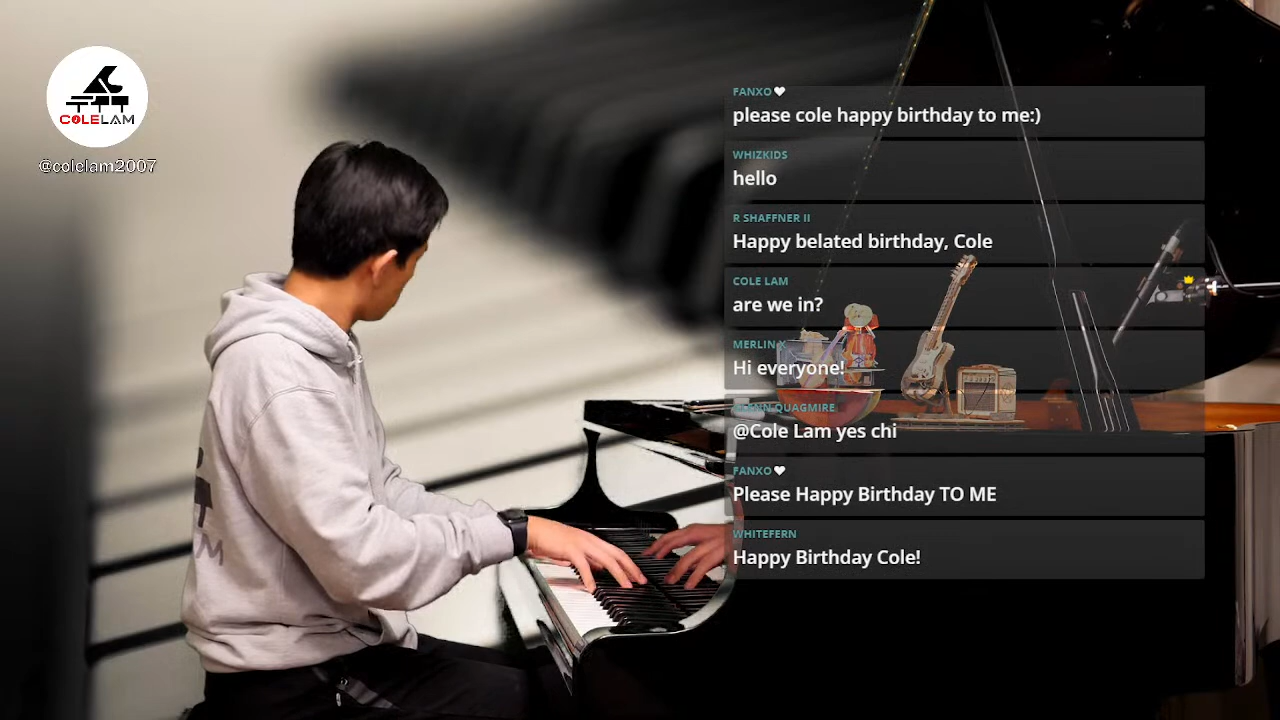 COLELAM
@colelam2007
FANXO🤍
please cole happy birthday to me:)
WHIZKIDS
hello
R SHAFFNER II
Happy belated birthday, Cole
COLE LAM
are we in?
MERLIN X
Hi everyone!
QUAGMIRE
@Cole Lam yes chi
FANXO🤍
Please Happy Birthday TO ME
WHITEFERN
Happy Birthday Cole!